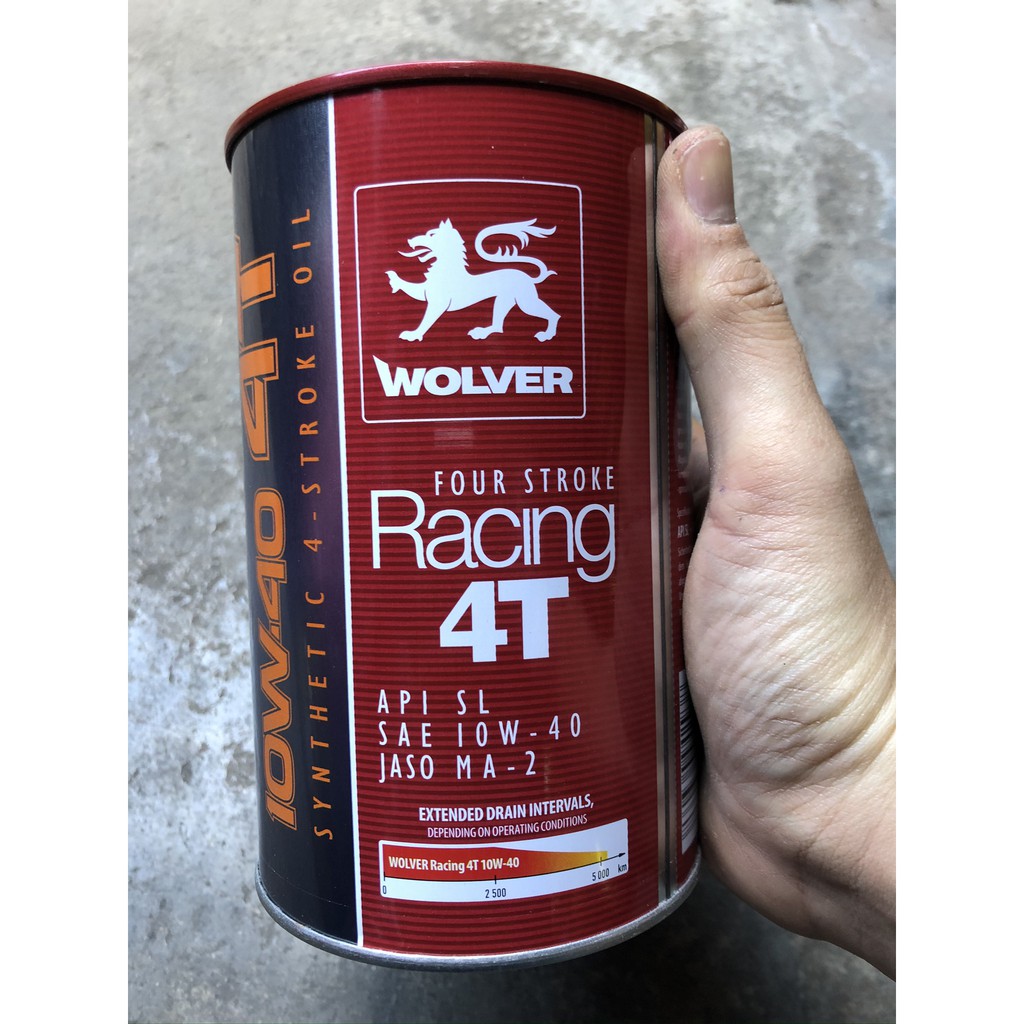 10W-40 4T
SYNTHETIC 4-STROKE OIL
WOLVER
FOUR STROKE
Racing
4T
API SL
SAE 10W-40
JASO MA-2
EXTENDED DRAIN INTERVALS,
DEPENDING ON OPERATING CONDITIONS
WOLVER Racing 4T 10W-40
0 2 500 5 000 km
API SL